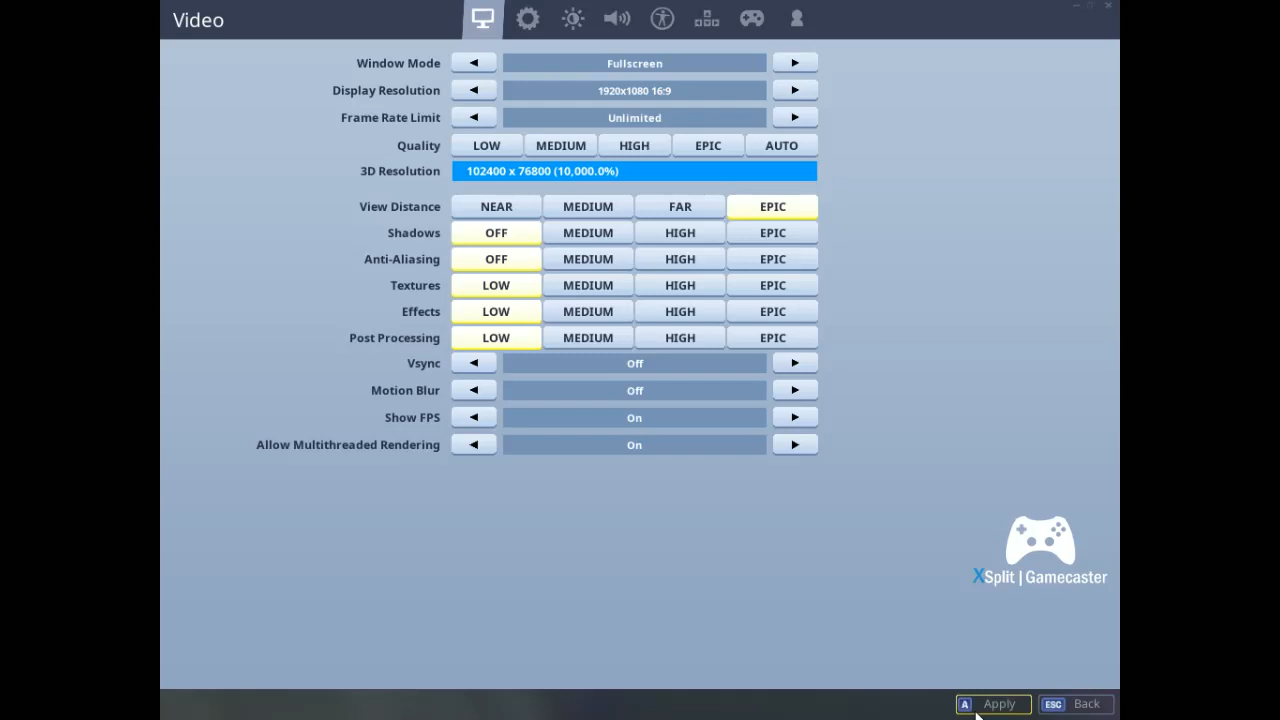 Video
Window Mode Fullscreen
Display Resolution 1920x1080 16:9
Frame Rate Limit Unlimited
Quality LOW MEDIUM HIGH EPIC AUTO
3D Resolution 102400 x 76800 (10,000.0%)
View Distance NEAR MEDIUM FAR EPIC
Shadows OFF MEDIUM HIGH EPIC
Anti-Aliasing OFF MEDIUM HIGH EPIC
Textures LOW MEDIUM HIGH EPIC
Effects LOW MEDIUM HIGH EPIC
Post Processing LOW MEDIUM HIGH EPIC
Vsync Off
Motion Blur Off
Show FPS On
Allow Multithreaded Rendering On
XSplit | Gamecaster
A Apply ESC Back